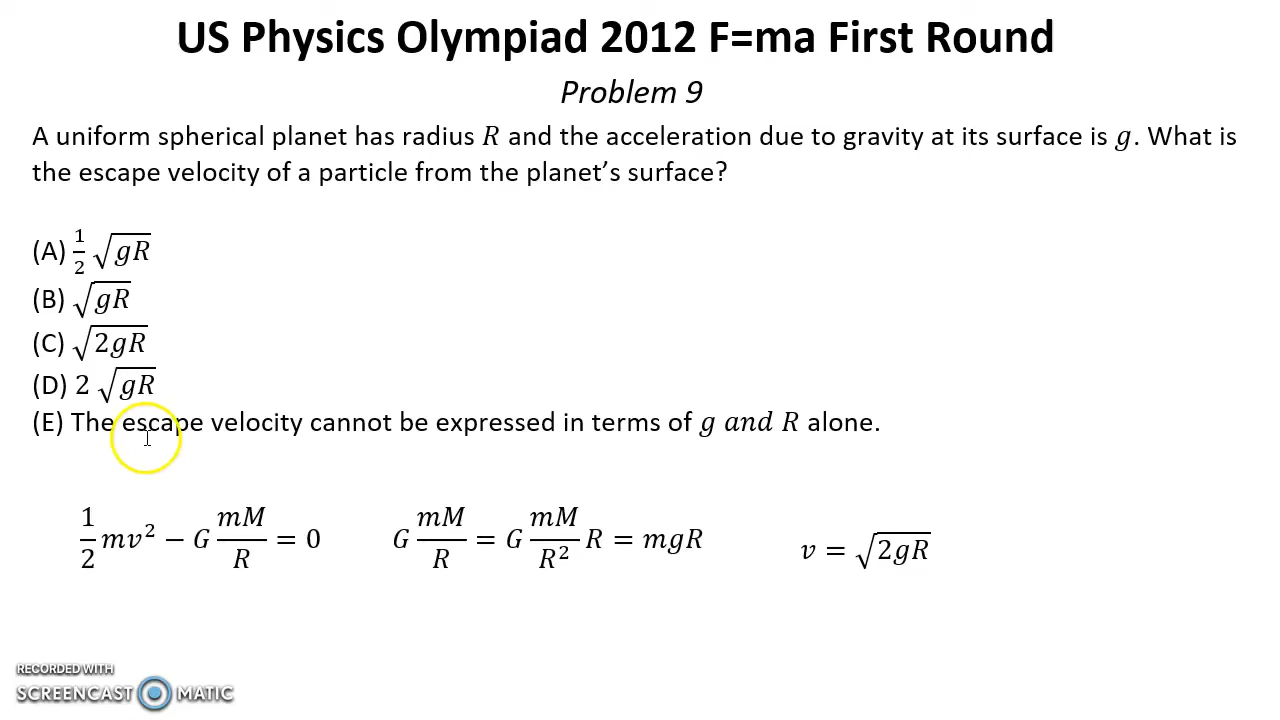 US Physics Olympiad 2012 F=ma First Round
Problem 9
A uniform spherical planet has radius R and the acceleration due to gravity at its surface is g. What is
the escape velocity of a particle from the planet’s surface?
(A) 1/2 √gR
(B) √gR
(C) √2gR
(D) 2 √gR
(E) The escape velocity cannot be expressed in terms of g and R alone.
1/2 mv² − G mM/R = 0 G mM/R = G mM/R² R = mgR v = √2gR
RECORDED WITH
SCREENCAST MATIC